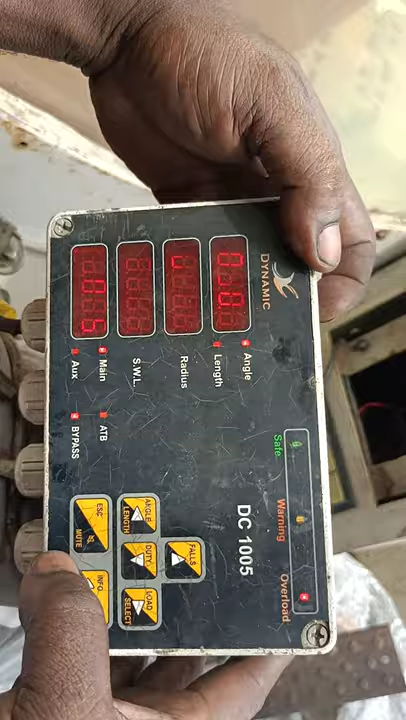 DYNAMIC
Angle
Length
Radius
S.W.L.
Main
Aux
ATB
BYPASS
Safe
Warning
Overload
DC 1005
FALLS
ANGLE
LENGTH
DUTY
LOAD
SELECT
ESC
MUTE
INFO.